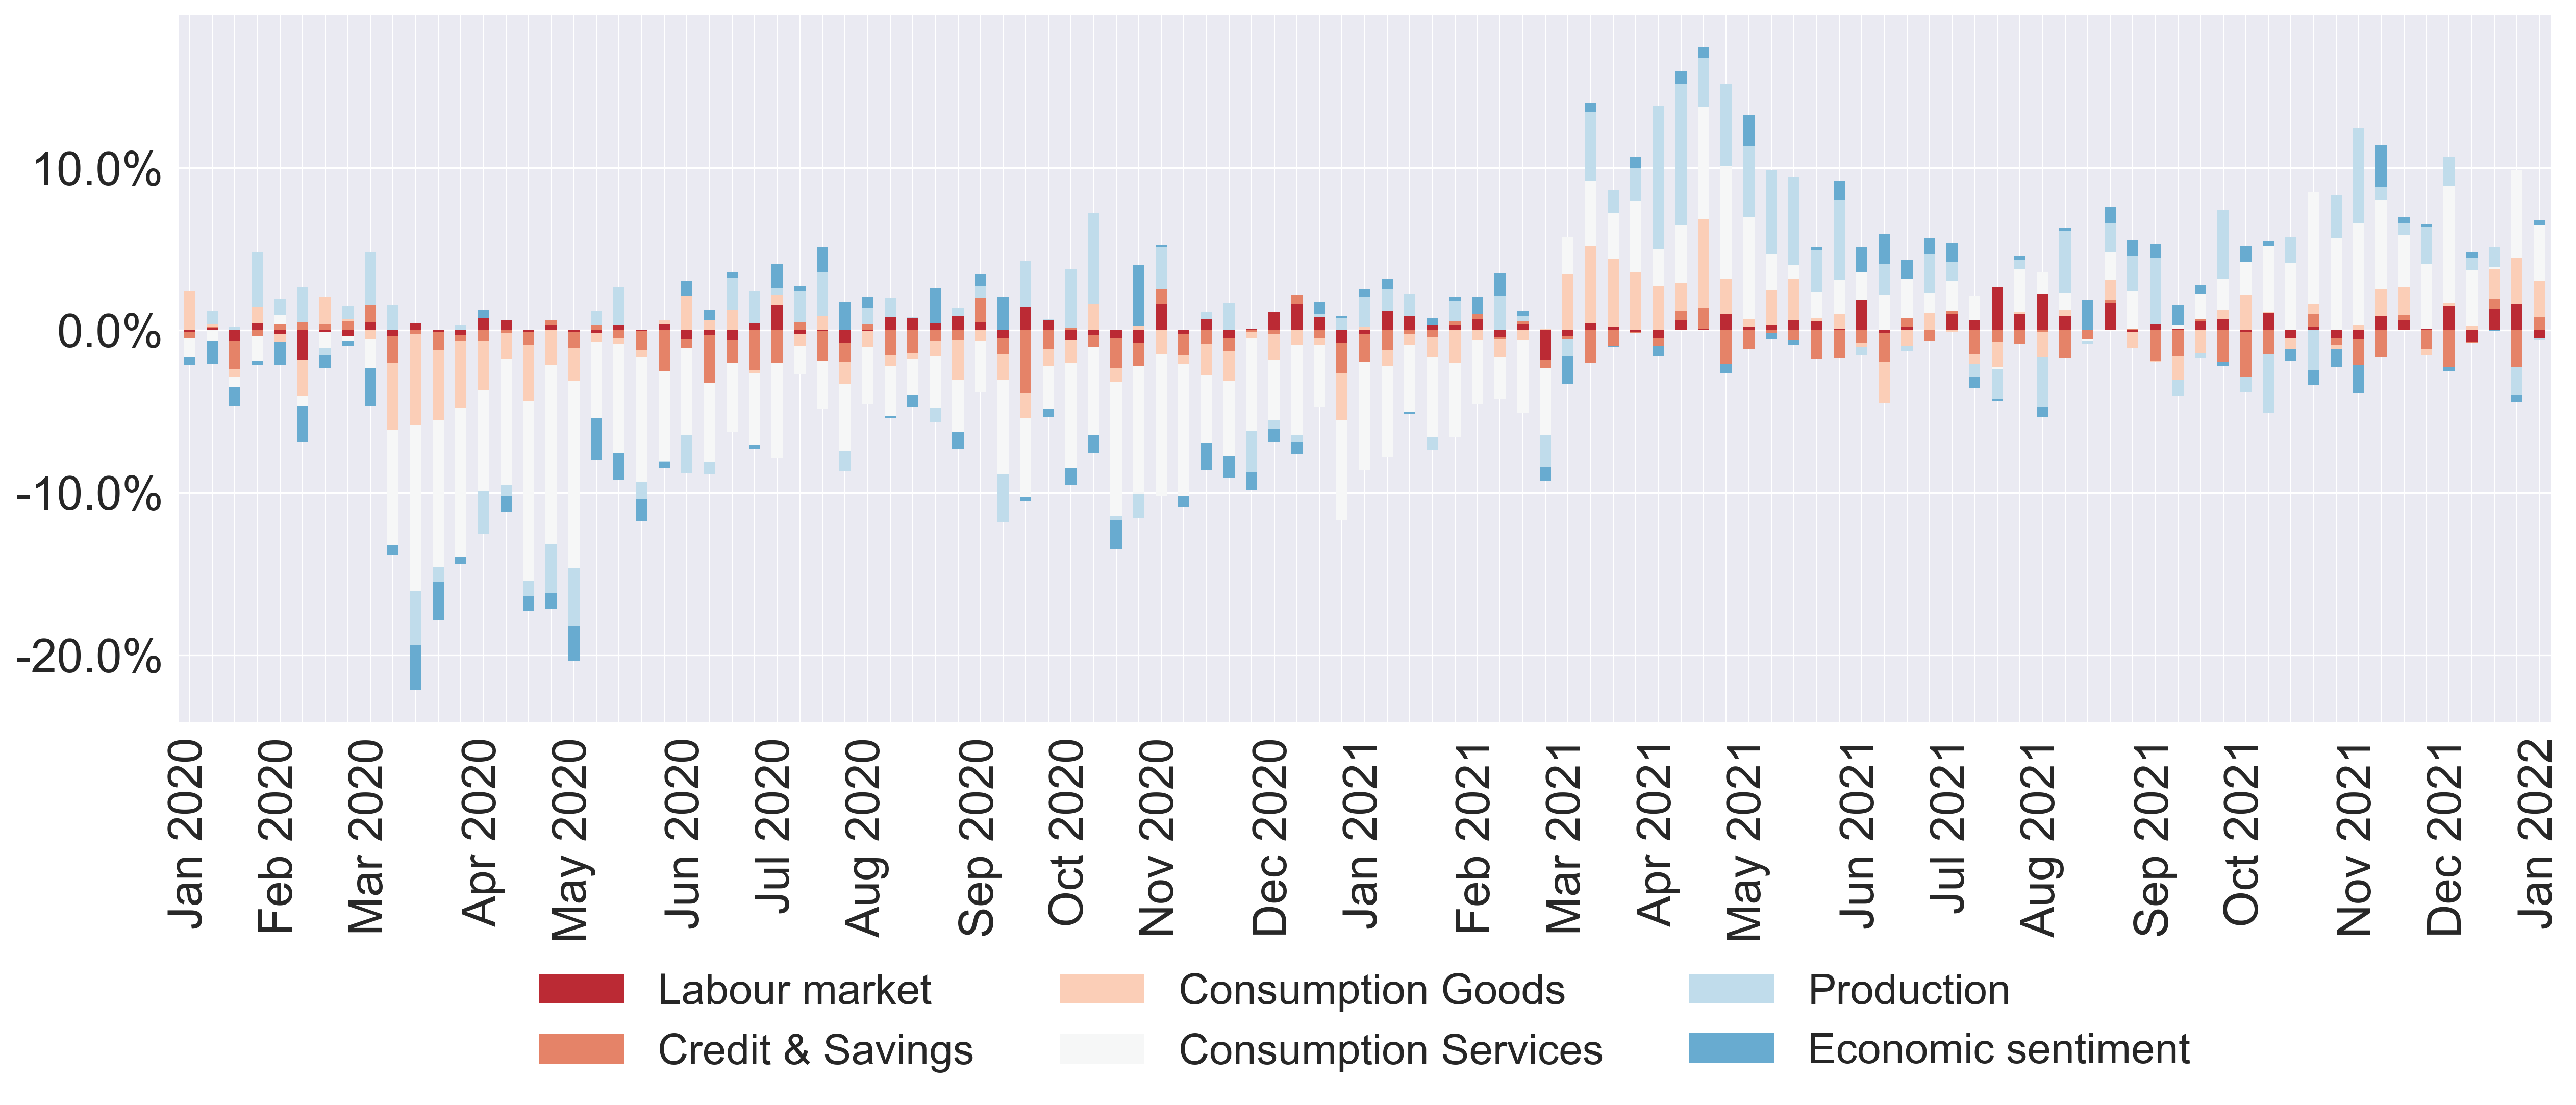 10.0%
0.0%
-10.0%
-20.0%
Jan 2020
Feb 2020
Mar 2020
Apr 2020
May 2020
Jun 2020
Jul 2020
Aug 2020
Sep 2020
Oct 2020
Nov 2020
Dec 2020
Jan 2021
Feb 2021
Mar 2021
Apr 2021
May 2021
Jun 2021
Jul 2021
Aug 2021
Sep 2021
Oct 2021
Nov 2021
Dec 2021
Jan 2022
Labour market
Credit & Savings
Consumption Goods
Consumption Services
Production
Economic sentiment